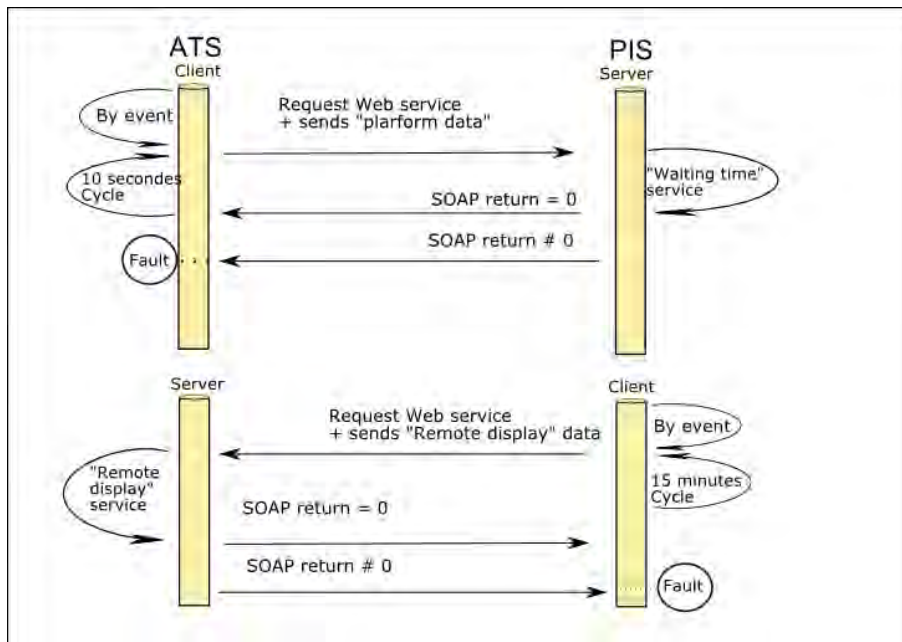 ATS
PIS
Client
Server
By event
Request Web service
+ sends "plarform data"
10 secondes
Cycle
"Waiting time"
service
SOAP return = 0
SOAP return # 0
Fault
Server
Client
Request Web service
+ sends "Remote display" data
By event
"Remote
display"
service
15 minutes
Cycle
SOAP return = 0
SOAP return # 0
Fault